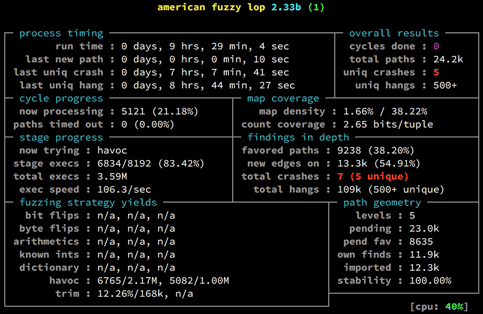 american fuzzy lop 2.33b (1)
process timing
overall results
run time : 0 days, 9 hrs, 29 min, 4 sec
cycles done : 0
last new path : 0 days, 0 hrs, 0 min, 10 sec
total paths : 24.2k
last uniq crash : 0 days, 7 hrs, 7 min, 41 sec
uniq crashes : 5
last uniq hang : 0 days, 8 hrs, 44 min, 27 sec
uniq hangs : 500+
cycle progress
map coverage
now processing : 5121 (21.18%)
map density : 1.66% / 38.22%
paths timed out : 0 (0.00%)
count coverage : 2.65 bits/tuple
stage progress
findings in depth
now trying : havoc
favored paths : 9238 (38.20%)
stage execs : 6834/8192 (83.42%)
new edges on : 13.3k (54.91%)
total execs : 3.59M
total crashes : 7 (5 unique)
exec speed : 106.3/sec
total hangs : 109k (500+ unique)
fuzzing strategy yields
path geometry
bit flips : n/a, n/a, n/a
levels : 5
byte flips : n/a, n/a, n/a
pending : 23.0k
arithmetics : n/a, n/a, n/a
pend fav : 8635
known ints : n/a, n/a, n/a
own finds : 11.9k
dictionary : n/a, n/a, n/a
imported : 12.3k
havoc : 6765/2.17M, 5082/1.00M
stability : 100.00%
trim : 12.26%/168k, n/a
[cpu: 40%]